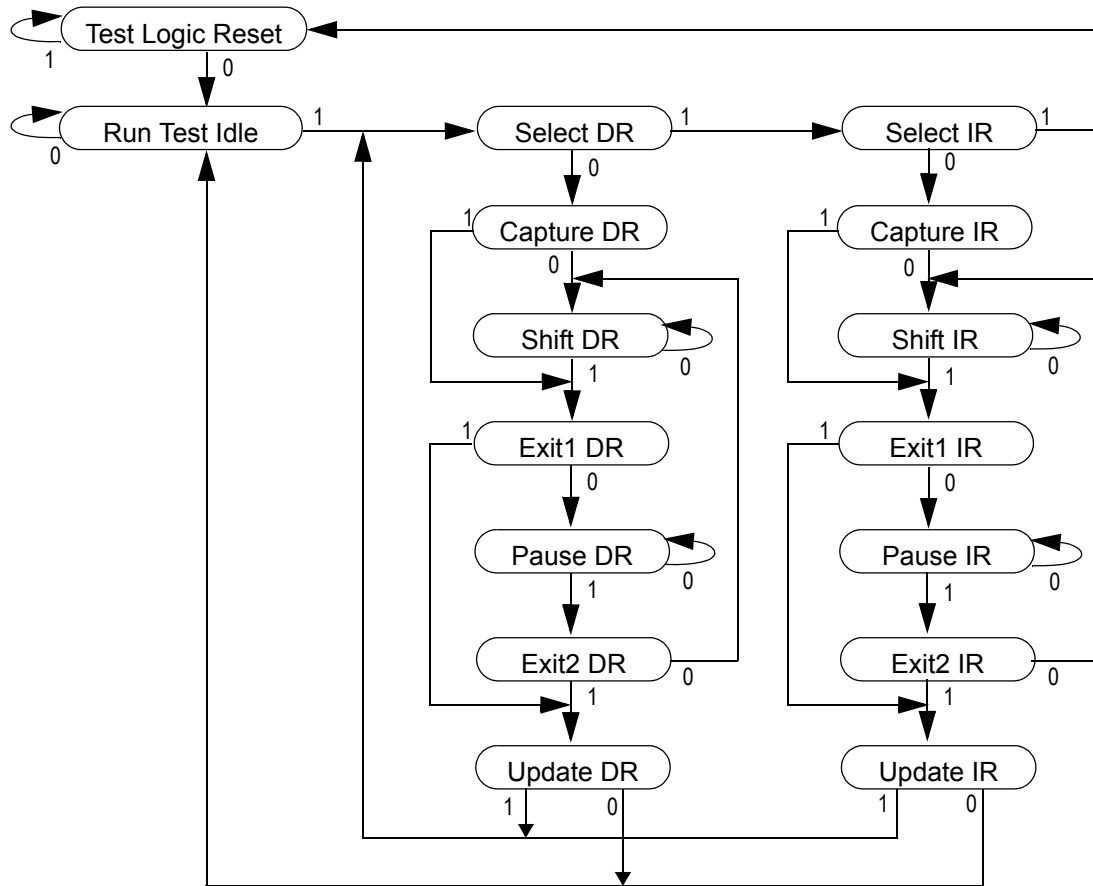 Test Logic Reset
1
0
Run Test Idle
1
Select DR
1
Select IR
1
0
0
0
1
Capture DR
1
Capture IR
0
0
Shift DR
Shift IR
0
0
1
1
1
Exit1 DR
1
Exit1 IR
0
0
Pause DR
Pause IR
0
0
1
1
Exit2 DR
Exit2 IR
0
0
1
1
Update DR
Update IR
1
0
1
0